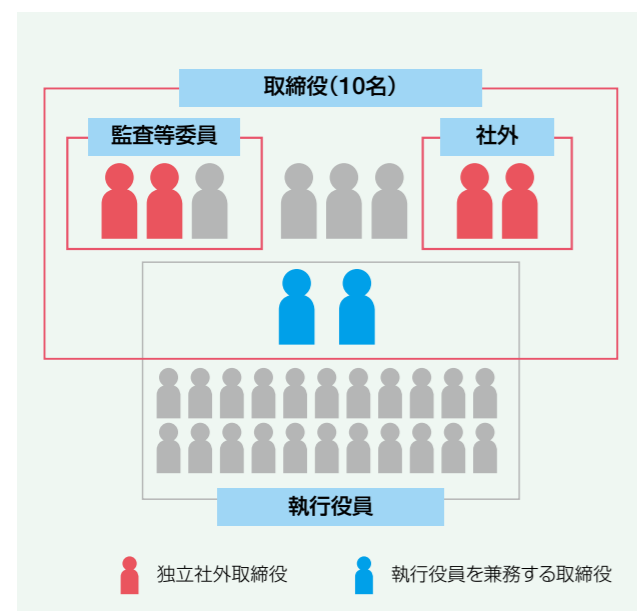 取締役（10名）
監査等委員
社外
執行役員
独立社外取締役
執行役員を兼務する取締役